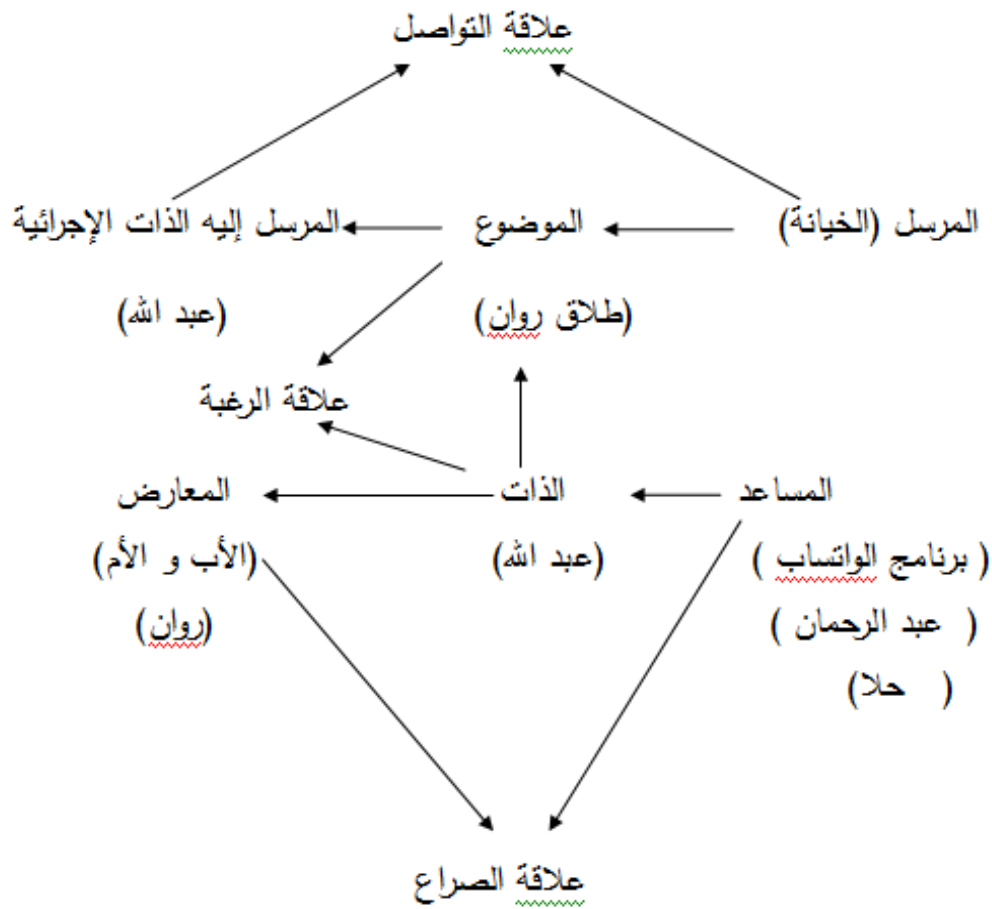 علاقة التواصل
المرسل (الخيانة) الموضوع المرسل إليه الذات الإجرائية
(طلاق روان) (عبد الله)
علاقة الرغبة
المساعد الذات المعارض
( برنامج الواتساب ) (عبد الله) (الأب و الأم)
( عبد الرحمان ) (روان)
( حلا)
علاقة الصراع